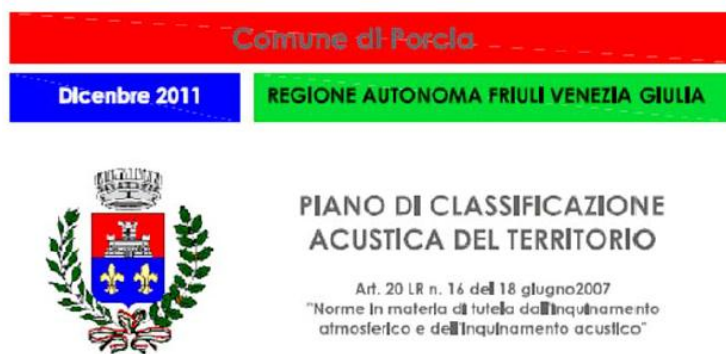 Comune di Porcia
Dicenbre 2011
REGIONE AUTONOMA FRIULI VENEZIA GIULIA
PIANO DI CLASSIFICAZIONE
ACUSTICA DEL TERRITORIO
Art. 20 LR n. 16 del 18 giugno2007
"Norme in materia di tutela dall'inquinamento
atmosferico e dell'inquinamento acustico"